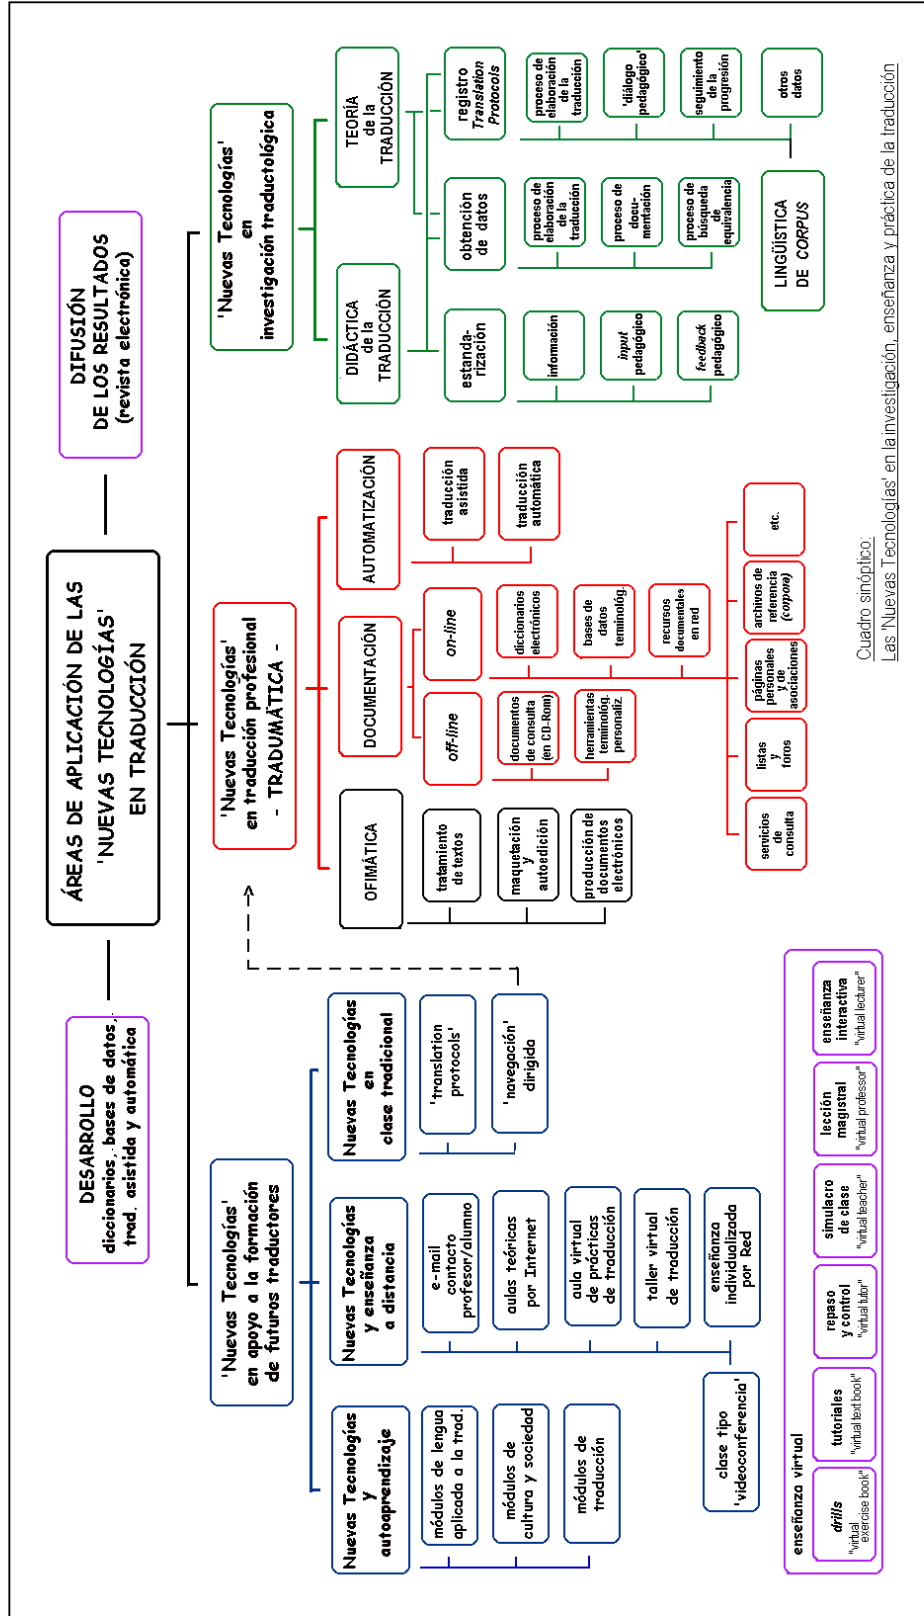 DESARROLLO
diccionarios, bases de datos,
trad. asistida y automática
ÁREAS DE APLICACIÓN DE LAS
'NUEVAS TECNOLOGÍAS'
EN TRADUCCIÓN
DIFUSIÓN
DE LOS RESULTADOS
(revista electrónica)
'Nuevas Tecnologías'
en apoyo a la formación
de futuros traductores
'Nuevas Tecnologías'
en traducción profesional
- TRADUMÁTICA -
'Nuevas Tecnologías'
en
investigación traductológica
Nuevas Tecnologías
y
autoaprendizaje
Nuevas Tecnologías
y enseñanza
a distancia
Nuevas Tecnologías
en
clase tradicional
OFIMÁTICA
DOCUMENTACIÓN
AUTOMATIZACIÓN
DIDÁCTICA
de la
TRADUCCIÓN
TEORÍA
de la
TRADUCCIÓN
módulos de lengua
aplicada a la trad.
módulos de
cultura y sociedad
módulos de
traducción
e-mail
contacto
profesor/alumno
aulas teóricas
por Internet
aula virtual
de prácticas
de traducción
taller virtual
de traducción
enseñanza
individualizada
por Red
clase tipo
'videoconferencia'
'translation
protocols'
'navegación'
dirigida
tratamiento
de textos
maquetación
y
autoedición
producción de
documentos
electrónicos
off-line
on-line
documentos
de consulta
(en CD-Rom)
herramientas
terminológ.
personaliz.
diccionarios
electrónicos
bases de
datos
terminológ.
recursos
documentales
en red
servicios
de
consulta
listas
y
foros
páginas
personales
y de
asociaciones
archivos de
referencia
(corpora)
etc.
traducción
asistida
traducción
automática
estanda-
rización
obtención
de datos
registro
Translation
Protocols
información
input
pedagógico
feedback
pedagógico
proceso de
elaboración
de la
traducción
proceso
de docu-
mentación
proceso de
búsqueda
de
equivalencia
proceso de
elaboración
de la
traducción
'diálogo
pedagógico'
seguimiento
de la
progresión
otros
datos
LINGÜÍSTICA
DE CORPUS
enseñanza virtual
drills
"virtual
exercise book"
tutoriales
"virtual text book"
repaso
y control
"virtual tutor"
simulacro
de clase
"virtual teacher"
lección
magistral
"virtual professor"
enseñanza
interactiva
"virtual lecturer"
Cuadro sinóptico:
Las 'Nuevas Tecnologías' en la investigación, enseñanza y práctica de la traducción